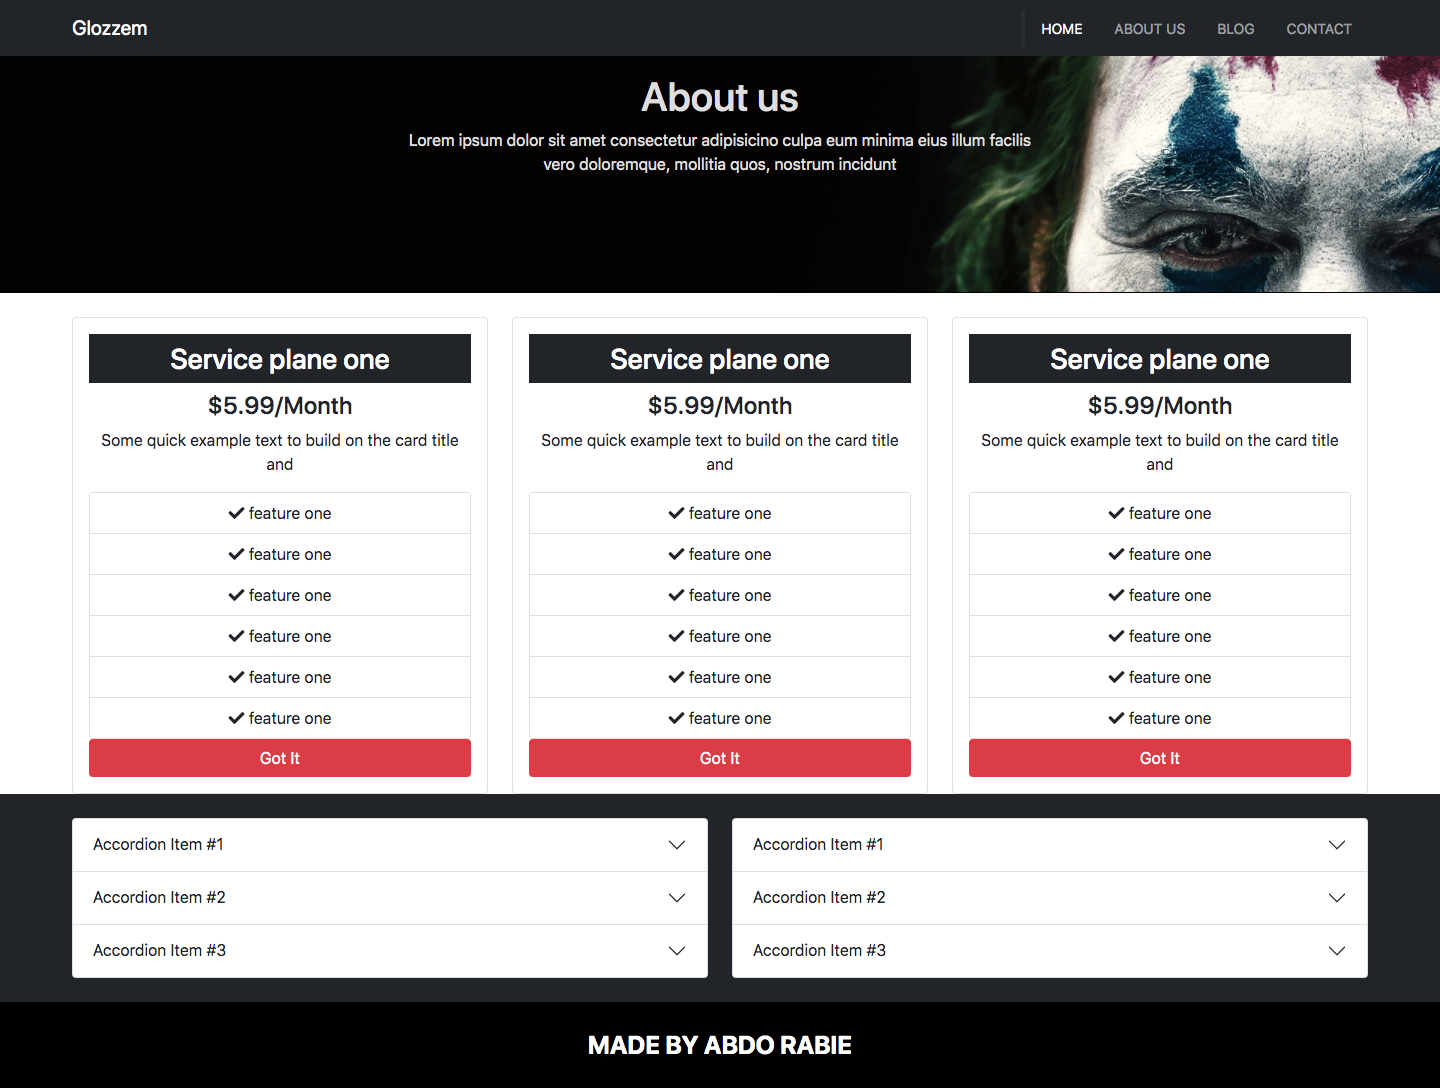 Glozzem
HOME ABOUT US BLOG CONTACT
About us
Lorem ipsum dolor sit amet consectetur adipisicino culpa eum minima eius illum facilis
vero doloremque, mollitia quos, nostrum incidunt
Service plane one
$5.99/Month
Some quick example text to build on the card title
and
feature one
feature one
feature one
feature one
feature one
feature one
Got It
Service plane one
$5.99/Month
Some quick example text to build on the card title
and
feature one
feature one
feature one
feature one
feature one
feature one
Got It
Service plane one
$5.99/Month
Some quick example text to build on the card title
and
feature one
feature one
feature one
feature one
feature one
feature one
Got It
Accordion Item #1
Accordion Item #2
Accordion Item #3
Accordion Item #1
Accordion Item #2
Accordion Item #3
MADE BY ABDO RABIE